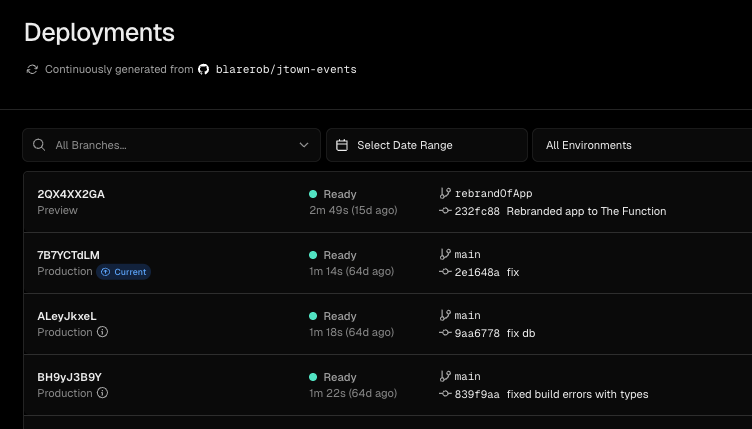 Deployments
Continuously generated from blarerob/jtown-events
All Branches...
Select Date Range
All Environments
2QX4XX2GA
Preview
Ready
2m 49s (15d ago)
rebrandOfApp
232fc88 Rebranded app to The Function
7B7YCTdLM
Production Current
Ready
1m 14s (64d ago)
main
2e1648a fix
ALeyJkxeL
Production
Ready
1m 18s (64d ago)
main
9aa6778 fix db
BH9yJ3B9Y
Production
Ready
1m 22s (64d ago)
main
839f9aa fixed build errors with types